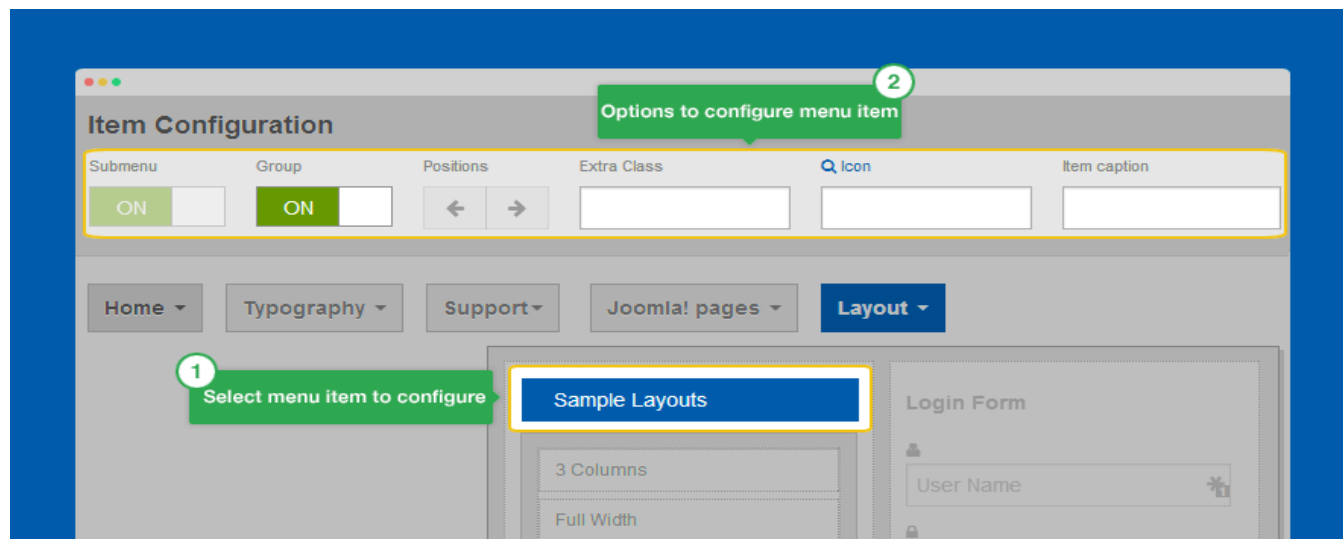 2
Options to configure menu item
Item Configuration
Submenu Group Positions Extra Class Icon Item caption
ON ON
Home Typography Support Joomla! pages Layout
1
Select menu item to configure
Sample Layouts
Login Form
3 Columns
User Name
Full Width